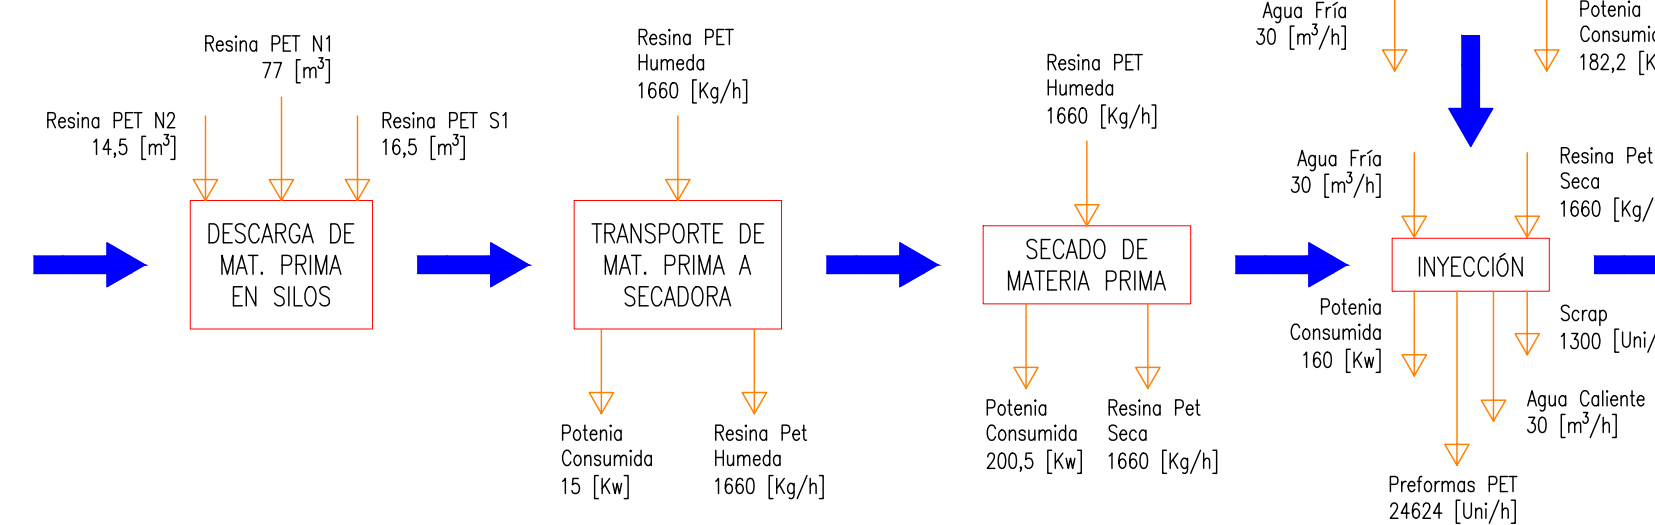 Resina PET N1
77 [m³]
Resina PET N2
14,5 [m³]
Resina PET S1
16,5 [m³]
DESCARGA DE
MAT. PRIMA
EN SILOS
Resina PET
Humeda
1660 [Kg/h]
TRANSPORTE DE
MAT. PRIMA A
SECADORA
Potenia
Consumida
15 [Kw]
Resina Pet
Humeda
1660 [Kg/h]
Resina PET
Humeda
1660 [Kg/h]
SECADO DE
MATERIA PRIMA
Potenia
Consumida
200,5 [Kw]
Resina Pet
Seca
1660 [Kg/h]
Agua Fría
30 [m³/h]
Potenia
Consumi
182,2 [K
Agua Fría
30 [m³/h]
Resina Pet
Seca
1660 [Kg/
INYECCIÓN
Potenia
Consumida
160 [Kw]
Scrap
1300 [Uni/
Agua Caliente
30 [m³/h]
Preformas PET
24624 [Uni/h]